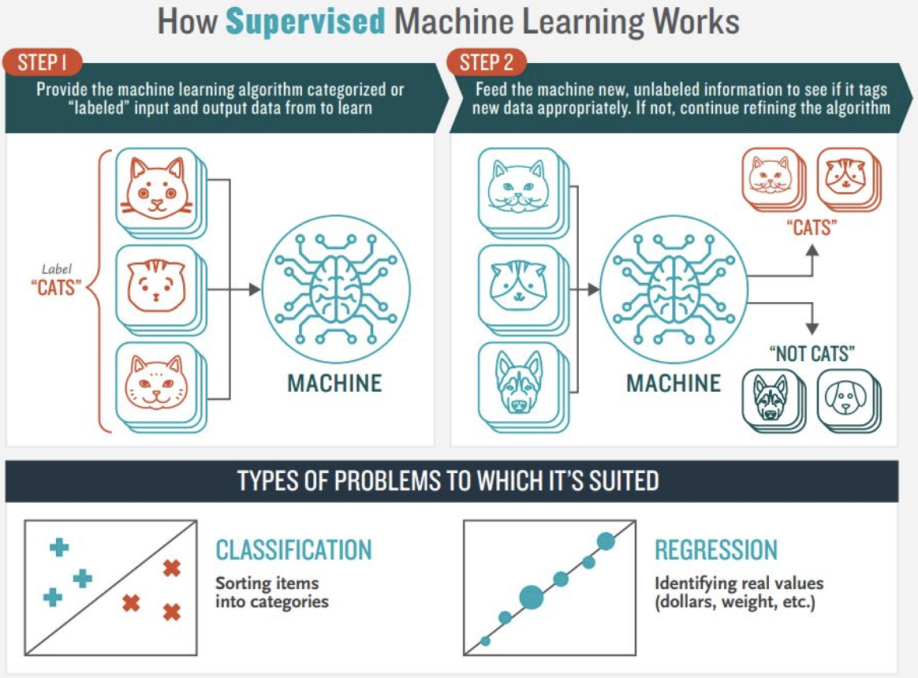 How Supervised Machine Learning Works
STEP 1
Provide the machine learning algorithm categorized or
“labeled” input and output data from to learn
STEP 2
Feed the machine new, unlabeled information to see if it tags
new data appropriately. If not, continue refining the algorithm
Label
“CATS”
MACHINE
MACHINE
“CATS”
“NOT CATS”
TYPES OF PROBLEMS TO WHICH IT’S SUITED
CLASSIFICATION
Sorting items
into categories
REGRESSION
Identifying real values
(dollars, weight, etc.)